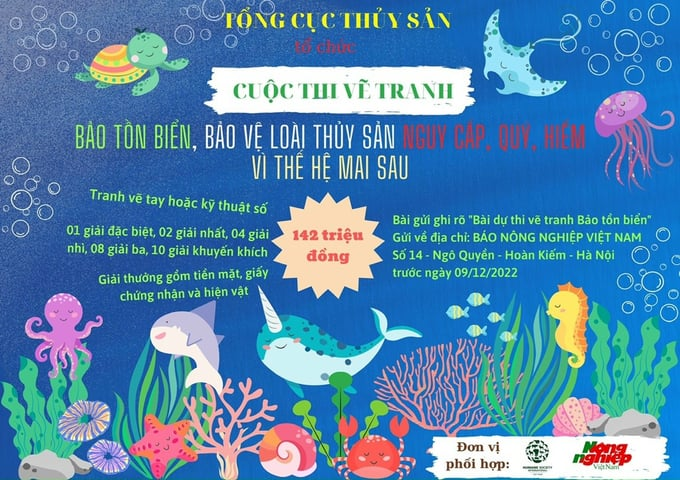 TỔNG CỤC THỦY SẢN
tổ chức
CUỘC THI VẼ TRANH
BẢO TỒN BIỂN, BẢO VỆ LOÀI THỦY SẢN NGUY CẤP, QUÝ, HIẾM
VÌ THẾ HỆ MAI SAU
Tranh vẽ tay hoặc kỹ thuật số
01 giải đặc biệt, 02 giải nhất, 04 giải
nhì, 08 giải ba, 10 giải khuyến khích
Giải thưởng gồm tiền mặt, giấy
chứng nhận và hiện vật
142 triệu
đồng
Bài gửi ghi rõ "Bài dự thi vẽ tranh Bảo tồn biển"
Gửi về địa chỉ: BÁO NÔNG NGHIỆP VIỆT NAM
Số 14 - Ngô Quyền - Hoàn Kiếm - Hà Nội
trước ngày 09/12/2022
Đơn vị
phối hợp:
HUMANE SOCIETY
INTERNATIONAL
Nông
nghiệp
Việt Nam